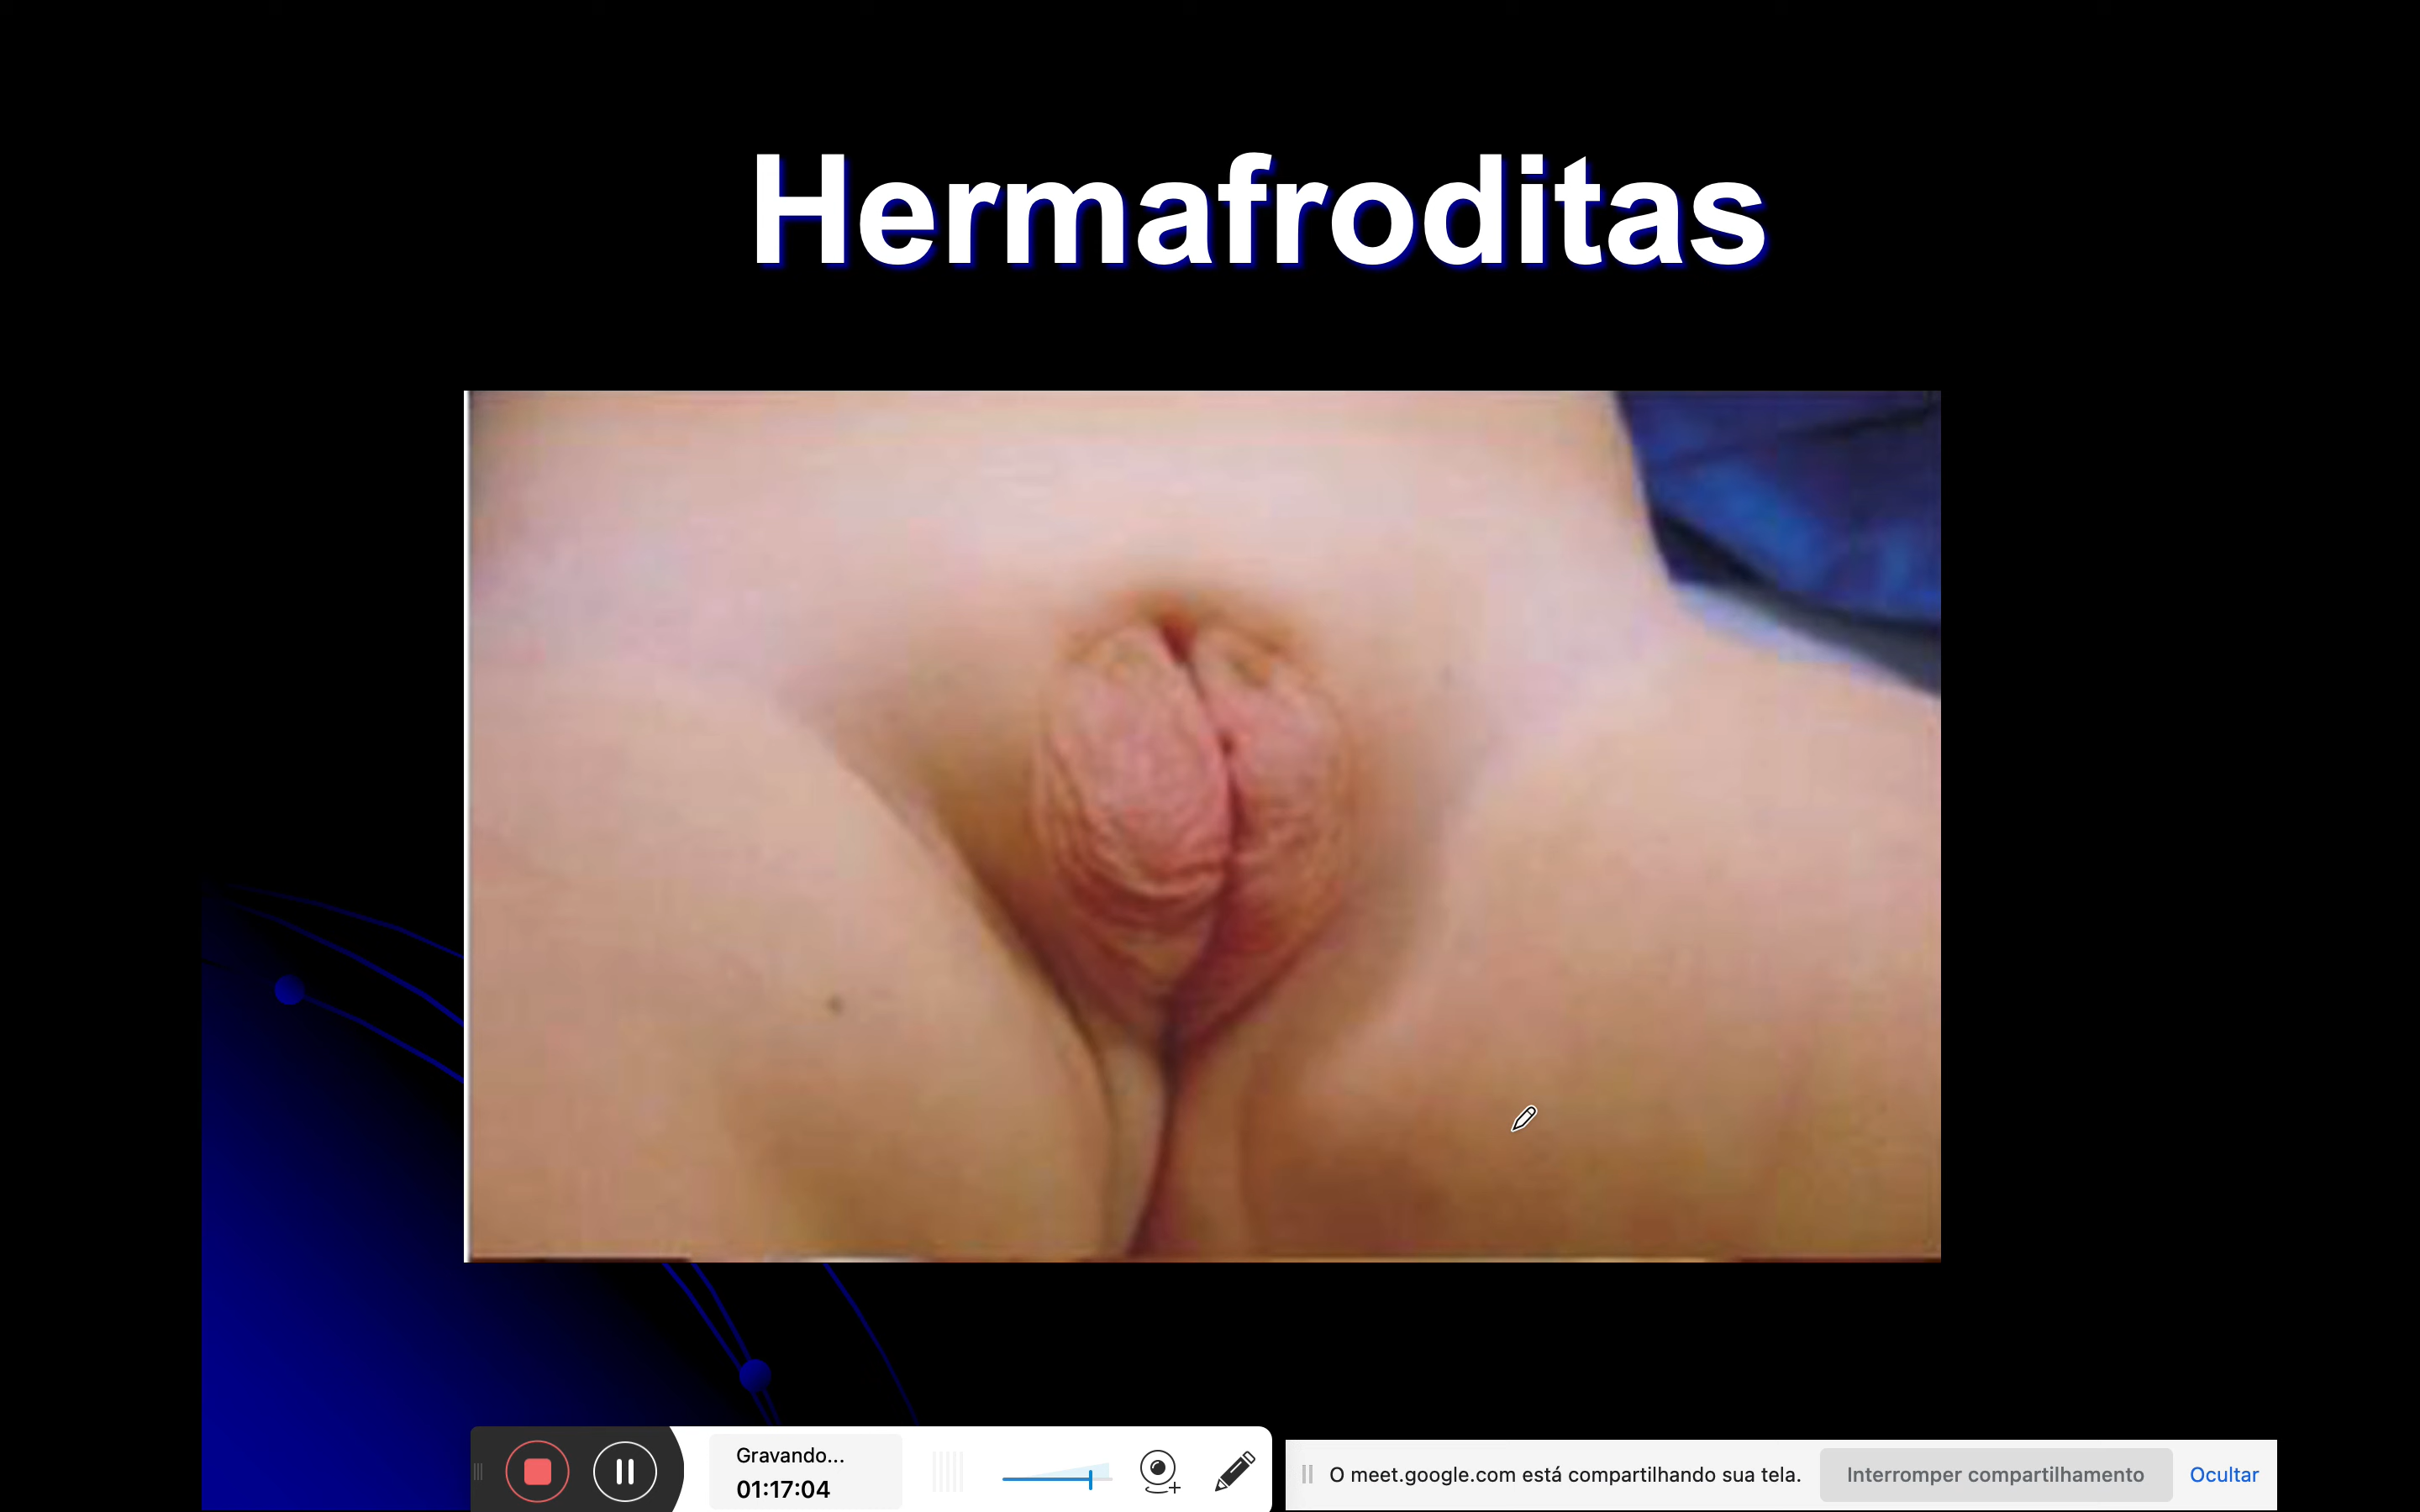 Hermafroditas
Gravando...
01:17:04
O meet.google.com está compartilhando sua tela.
Interromper compartilhamento
Ocultar